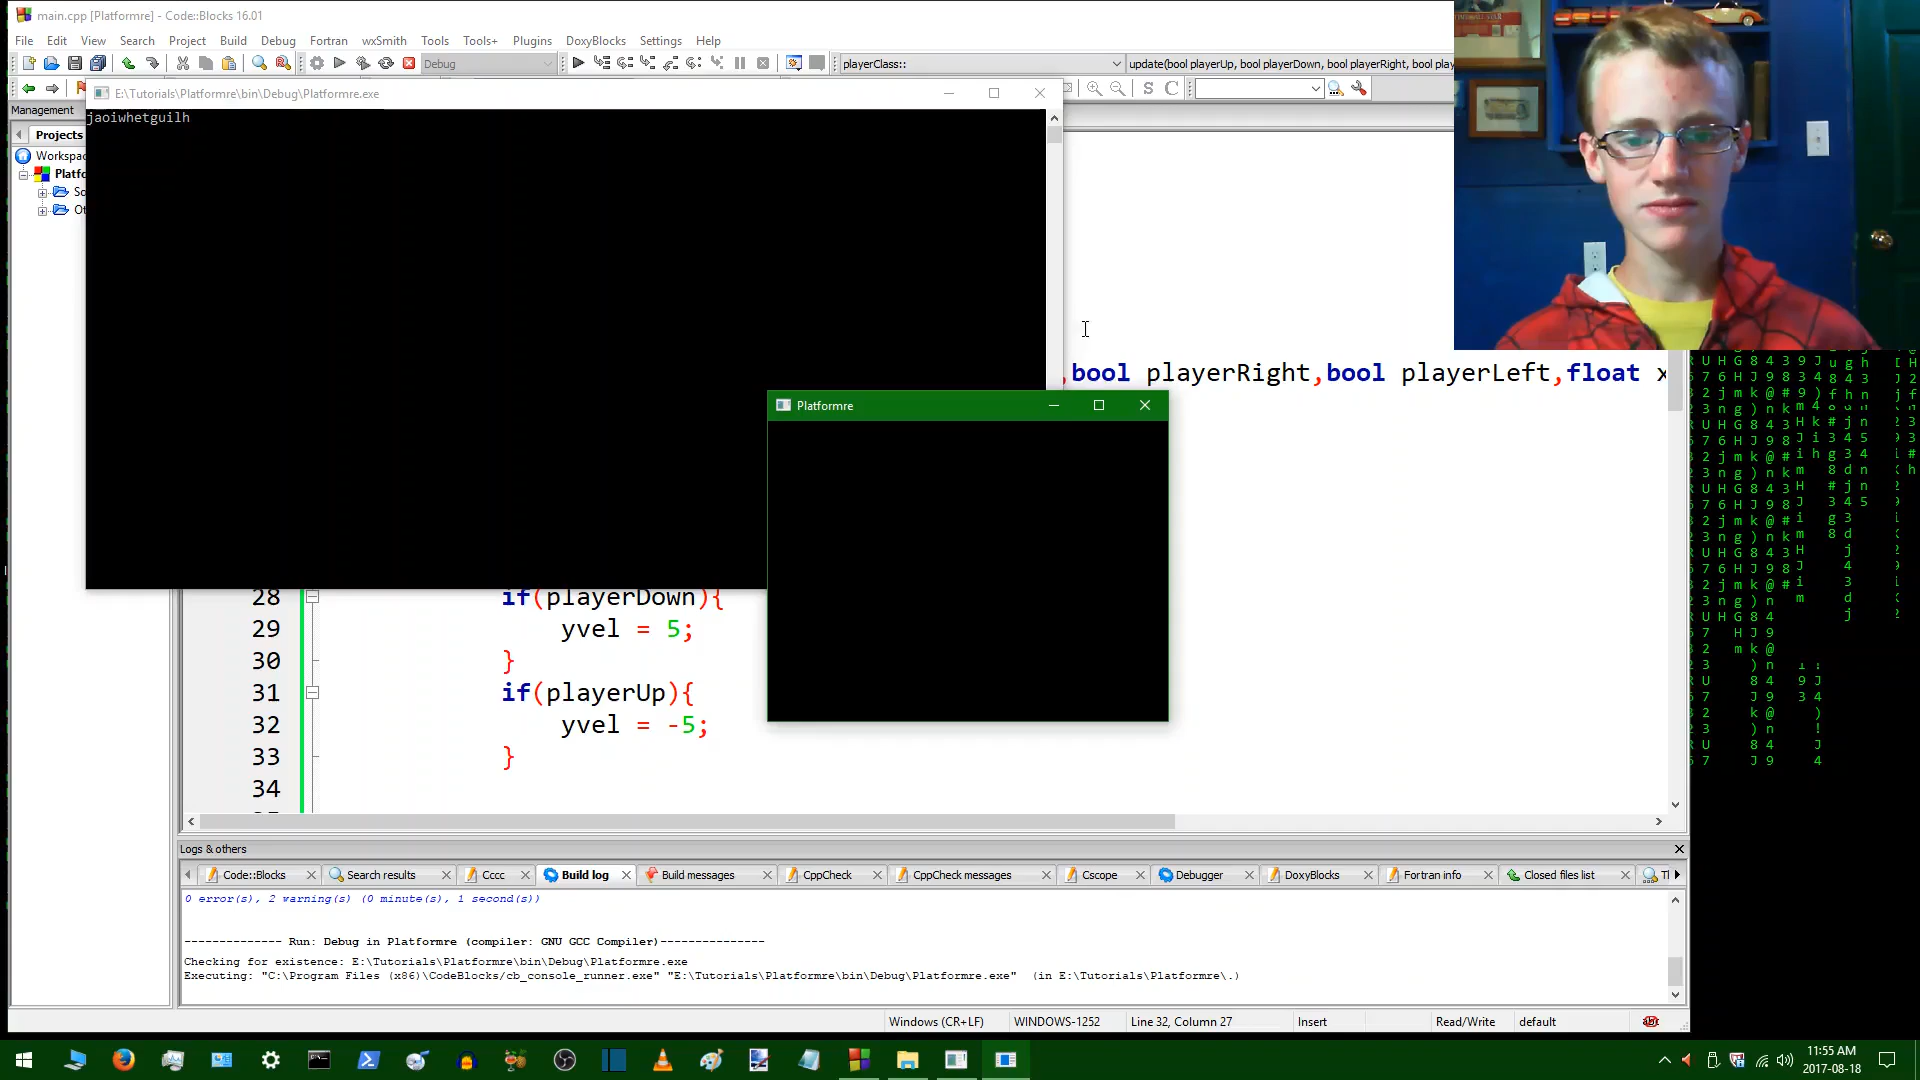 main.cpp [Platformre] - Code::Blocks 16.01
File Edit View Search Project Build Debug Fortran wxSmith Tools Tools+ Plugins DoxyBlocks Settings Help
Debug
playerClass::
update(bool playerUp, bool playerDown, bool playerRight, bool play
S C
Management
E:\Tutorials\Platformre\bin\Debug\Platformre.exe
jaoiwhetguilh
Projects
Workspac
Platfo
So
Ot
,bool playerRight,bool playerLeft,float x
Platformre
28 if(playerDown){
29 yvel = 5;
30 }
31 if(playerUp){
32 yvel = -5;
33 }
34
Logs & others
Code::Blocks Search results Cccc Build log Build messages CppCheck CppCheck messages Cscope Debugger DoxyBlocks Fortran info Closed files list T
0 error(s), 2 warning(s) (0 minute(s), 1 second(s))
-------------- Run: Debug in Platformre (compiler: GNU GCC Compiler)---------------
Checking for existence: E:\Tutorials\Platformre\bin\Debug\Platformre.exe
Executing: "C:\Program Files (x86)\CodeBlocks/cb_console_runner.exe" "E:\Tutorials\Platformre\bin\Debug\Platformre.exe" (in E:\Tutorials\Platformre\.)
Windows (CR+LF) WINDOWS-1252 Line 32, Column 27 Insert Read/Write default
11:55 AM
2017-08-18